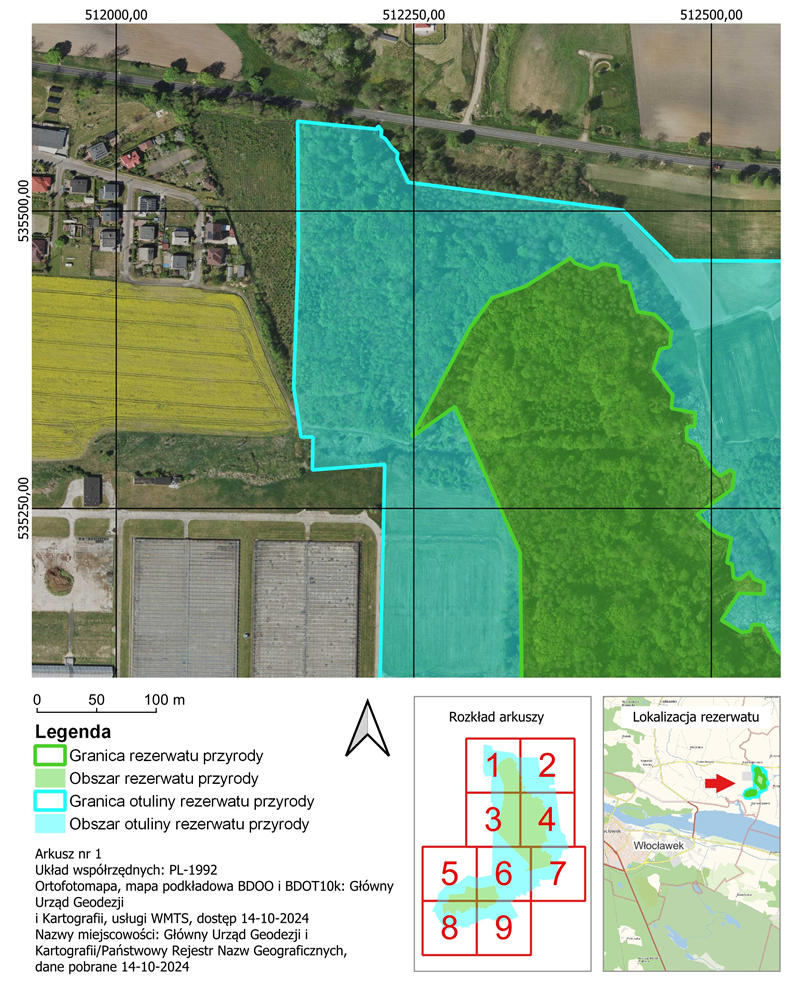 512000,00
512250,00
512500,00
535500,00
535250,00
0
50
100 m
Legenda
Granica rezerwatu przyrody
Obszar rezerwatu przyrody
Granica otuliny rezerwatu przyrody
Obszar otuliny rezerwatu przyrody
Arkusz nr 1
Układ współrzędnych: PL-1992
Ortofotomapa, mapa podkładowa BDOO i BDOT10k: Główny
Urząd Geodezji
i Kartografii, usługi WMTS, dostęp 14-10-2024
Nazwy miejscowości: Główny Urząd Geodezji i
Kartografii/Państwowy Rejestr Nazw Geograficznych,
dane pobrane 14-10-2024
Rozkład arkuszy
1
2
3
4
5
6
7
8
9
Lokalizacja rezerwatu
Włocławek